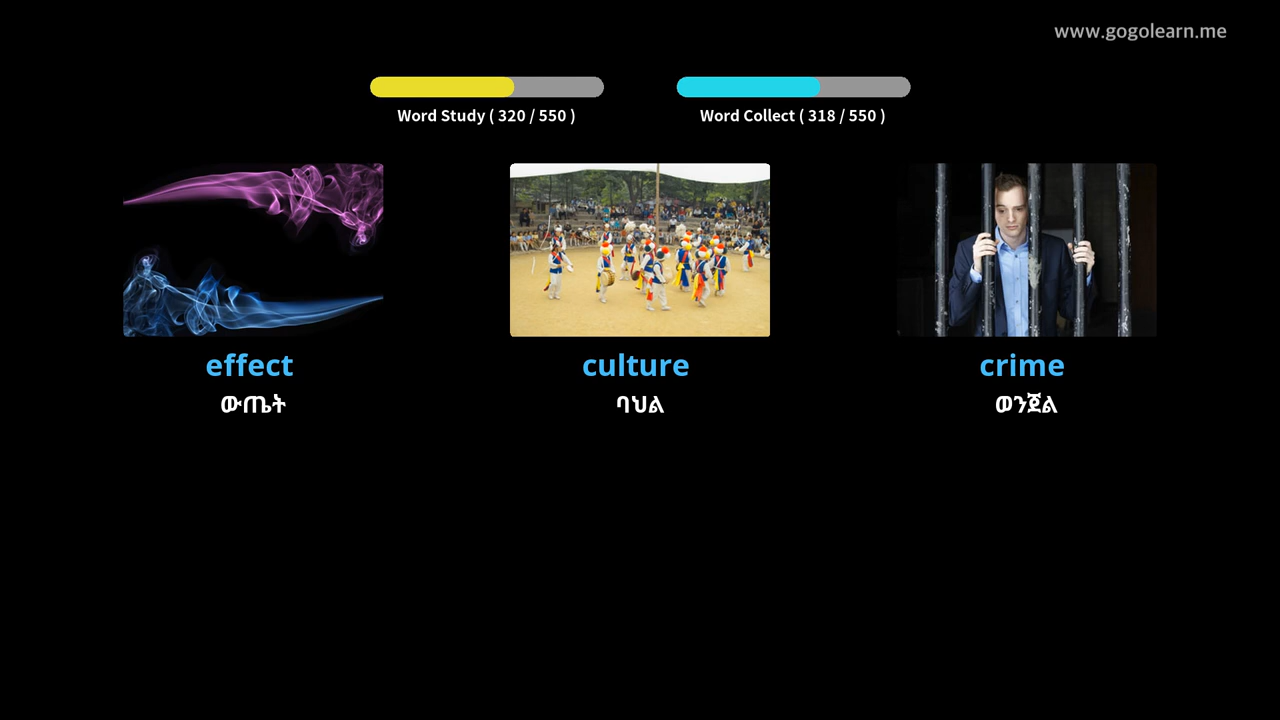 www.gogolearn.me
Word Study ( 320 / 550 )
Word Collect ( 318 / 550 )
effect
ውጤት
culture
ባህል
crime
ወንጀል